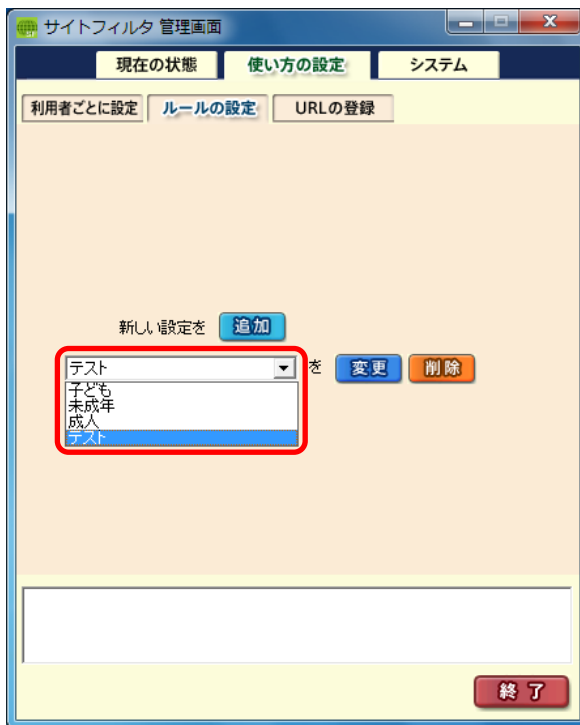 サイトフィルタ 管理画面
現在の状態 使い方の設定 システム
利用者ごとに設定 ルールの設定 URLの登録
新しい設定を 追加
テスト を 変更 削除
子ども
未成年
成人
テスト
終了